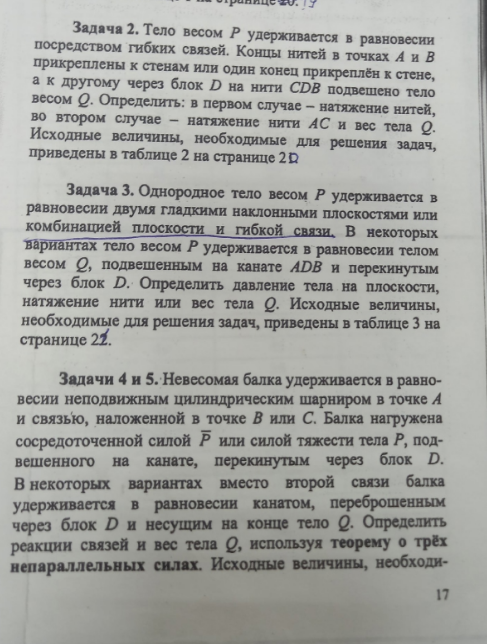 на странице 19
Задача 2. Тело весом P удерживается в равновесии
посредством гибких связей. Концы нитей в точках A и B
прикреплены к стенам или один конец прикреплён к стене,
а к другому через блок D на нити CDB подвешено тело
весом Q. Определить: в первом случае – натяжение нитей,
во втором случае – натяжение нити AC и вес тела Q.
Исходные величины, необходимые для решения задач,
приведены в таблице 2 на странице 2
Задача 3. Однородное тело весом P удерживается в
равновесии двумя гладкими наклонными плоскостями или
комбинацией плоскости и гибкой связи. В некоторых
вариантах тело весом P удерживается в равновесии телом
весом Q, подвешенным на канате ADB и перекинутым
через блок D. Определить давление тела на плоскости,
натяжение нити или вес тела Q. Исходные величины,
необходимые для решения задач, приведены в таблице 3 на
странице 22.
Задачи 4 и 5. Невесомая балка удерживается в равно-
весии неподвижным цилиндрическим шарниром в точке A
и связью, наложенной в точке B или C. Балка нагружена
сосредоточенной силой P̅ или силой тяжести тела P, под-
вешенного на канате, перекинутым через блок D.
В некоторых вариантах вместо второй связи балка
удерживается в равновесии канатом, переброшенным
через блок D и несущим на конце тело Q. Определить
реакции связей и вес тела Q, используя теорему о трёх
непараллельных силах. Исходные величины, необходи-
17